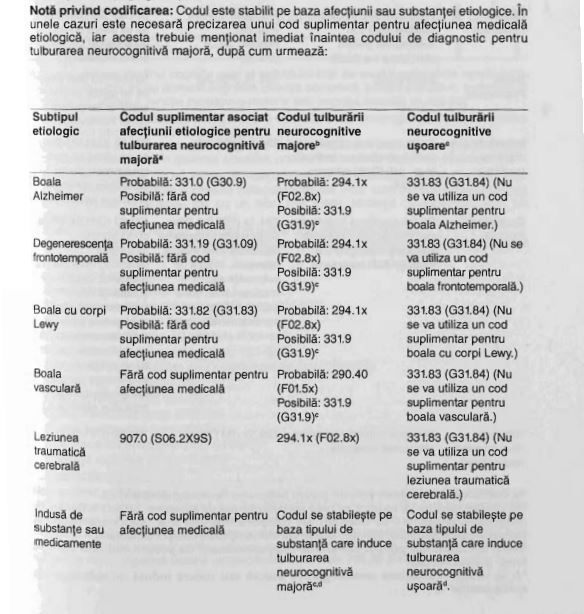 Notă privind codificarea: Codul este stabilit pe baza afecțiunii sau substanței etiologice. În
unele cazuri este necesară precizarea unui cod suplimentar pentru afecțiunea medicală
etiologică, iar acesta trebuie menționat imediat înaintea codului de diagnostic pentru
tulburarea neurocognitivă majoră, după cum urmează:
Subtipul
etiologic
Codul suplimentar asociat
afecțiunii etiologice pentru
tulburarea neurocognitivă
majorăᵃ
Codul tulburării
neurocognitive
majoreᵇ
Codul tulburării
neurocognitive
ușoareᶜ
Boala
Alzheimer
Probabilă: 331.0 (G30.9)
Posibilă: fără cod
suplimentar pentru
afecțiunea medicală
Probabilă: 294.1x
(F02.8x)
Posibilă: 331.9
(G31.9)ᶜ
331.83 (G31.84) (Nu
se va utiliza un cod
suplimentar pentru
boala Alzheimer.)
Degenerescența
frontotemporală
Probabilă: 331.19 (G31.09)
Posibilă: fără cod
suplimentar pentru
afecțiunea medicală
Probabilă: 294.1x
(F02.8x)
Posibilă: 331.9
(G31.9)ᶜ
331.83 (G31.84) (Nu se
va utiliza un cod
suplimentar pentru
boala frontotemporală.)
Boala cu corpi
Lewy
Probabilă: 331.82 (G31.83)
Posibilă: fără cod
suplimentar pentru
afecțiunea medicală
Probabilă: 294.1x
(F02.8x)
Posibilă: 331.9
(G31.9)ᶜ
331.83 (G31.84) (Nu
se va utiliza un cod
suplimentar pentru
boala cu corpi Lewy.)
Boala
vasculară
Fără cod suplimentar pentru
afecțiunea medicală
Probabilă: 290.40
(F01.5x)
Posibilă: 331.9
(G31.9)ᶜ
331.83 (G31.84) (Nu
se va utiliza un cod
suplimentar pentru
boala vasculară.)
Leziunea
traumatică
cerebrală
907.0 (S06.2X9S)
294.1x (F02.8x)
331.83 (G31.84) (Nu
se va utiliza un cod
suplimentar pentru
leziunea traumatică
cerebrală.)
Indusă de
substanțe sau
medicamente
Fără cod suplimentar pentru
afecțiunea medicală
Codul se stabilește pe
baza tipului de
substanță care induce
tulburarea
neurocognitivă
majorăᶜ,ᵈ
Codul se stabilește pe
baza tipului de
substanță care induce
tulburarea
neurocognitivă
ușoarăᵈ.